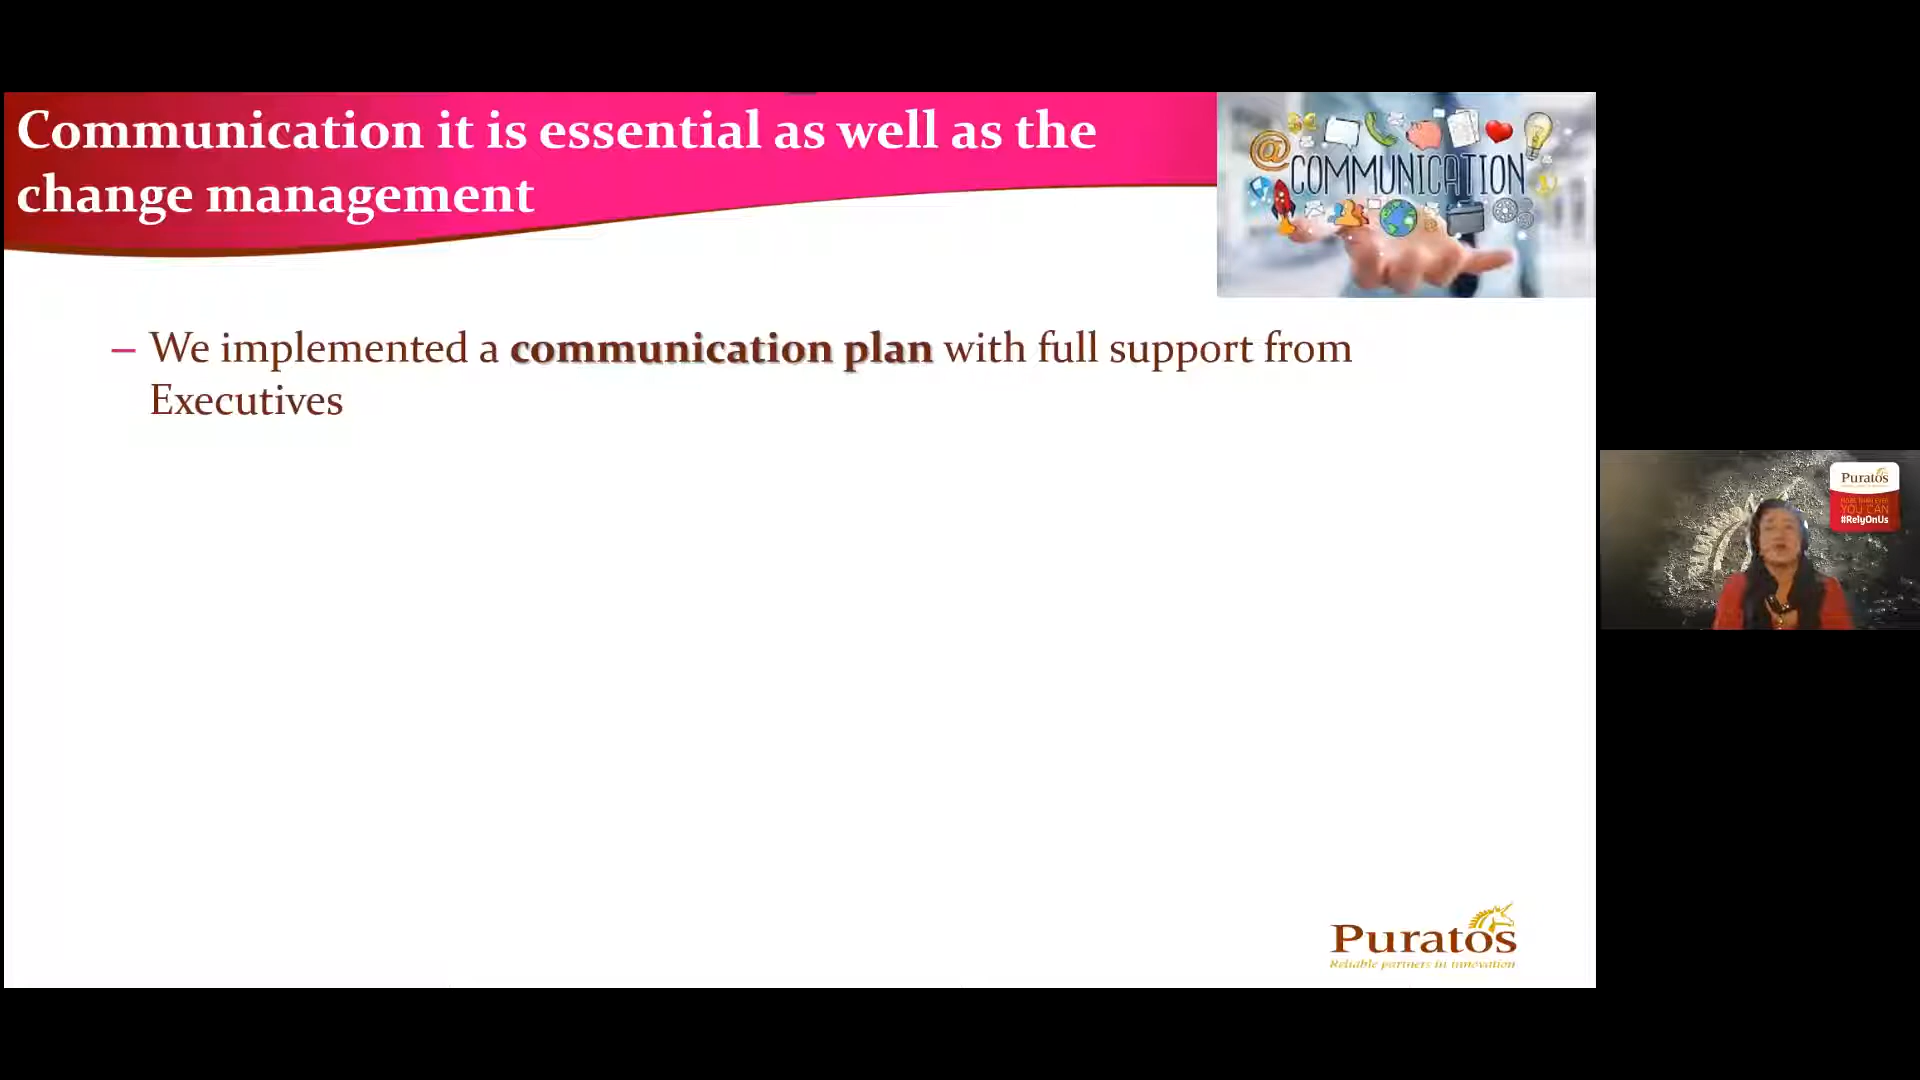 Communication it is essential as well as the
change management
@
COMMUNICATION
– We implemented a communication plan with full support from
Executives
Puratos
YOU CAN
#RelyOnUs
Puratos
Reliable partners in innovation